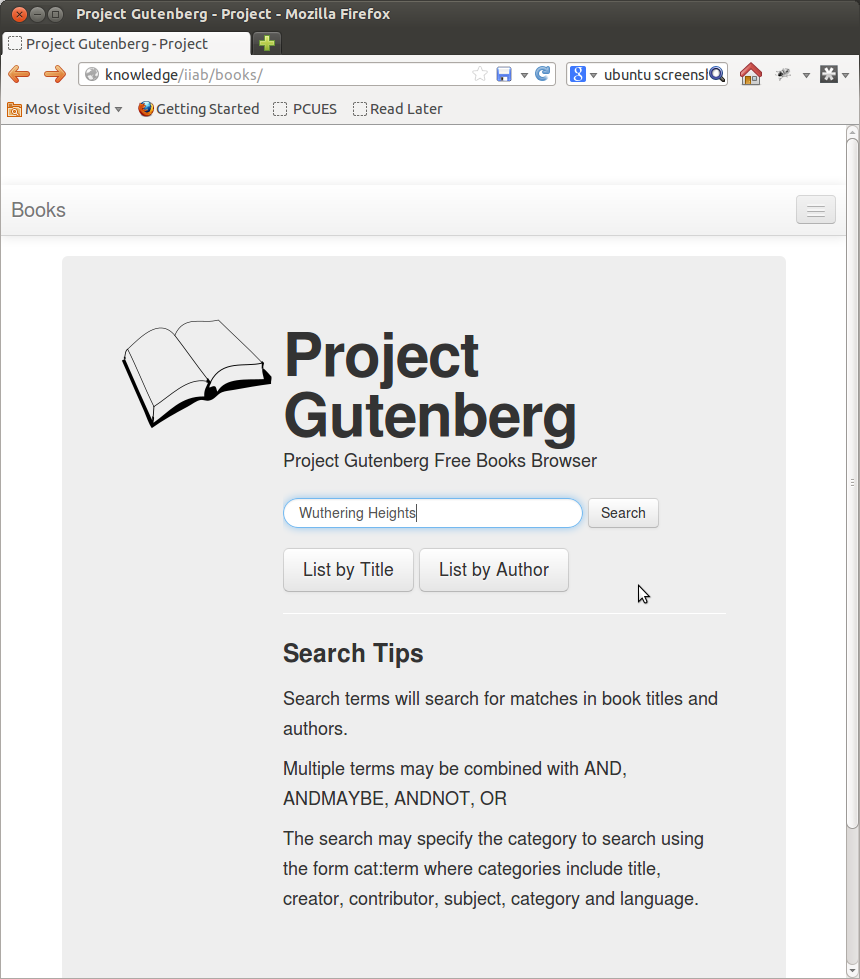 Project Gutenberg - Project - Mozilla Firefox
Project Gutenberg - Project
knowledge/iiab/books/
8 ubuntu screensl
Most Visited Getting Started PCUES Read Later
Books
Project
Gutenberg
Project Gutenberg Free Books Browser
Wuthering Heights Search
List by Title List by Author
Search Tips
Search terms will search for matches in book titles and
authors.
Multiple terms may be combined with AND,
ANDMAYBE, ANDNOT, OR
The search may specify the category to search using
the form cat:term where categories include title,
creator, contributor, subject, category and language.